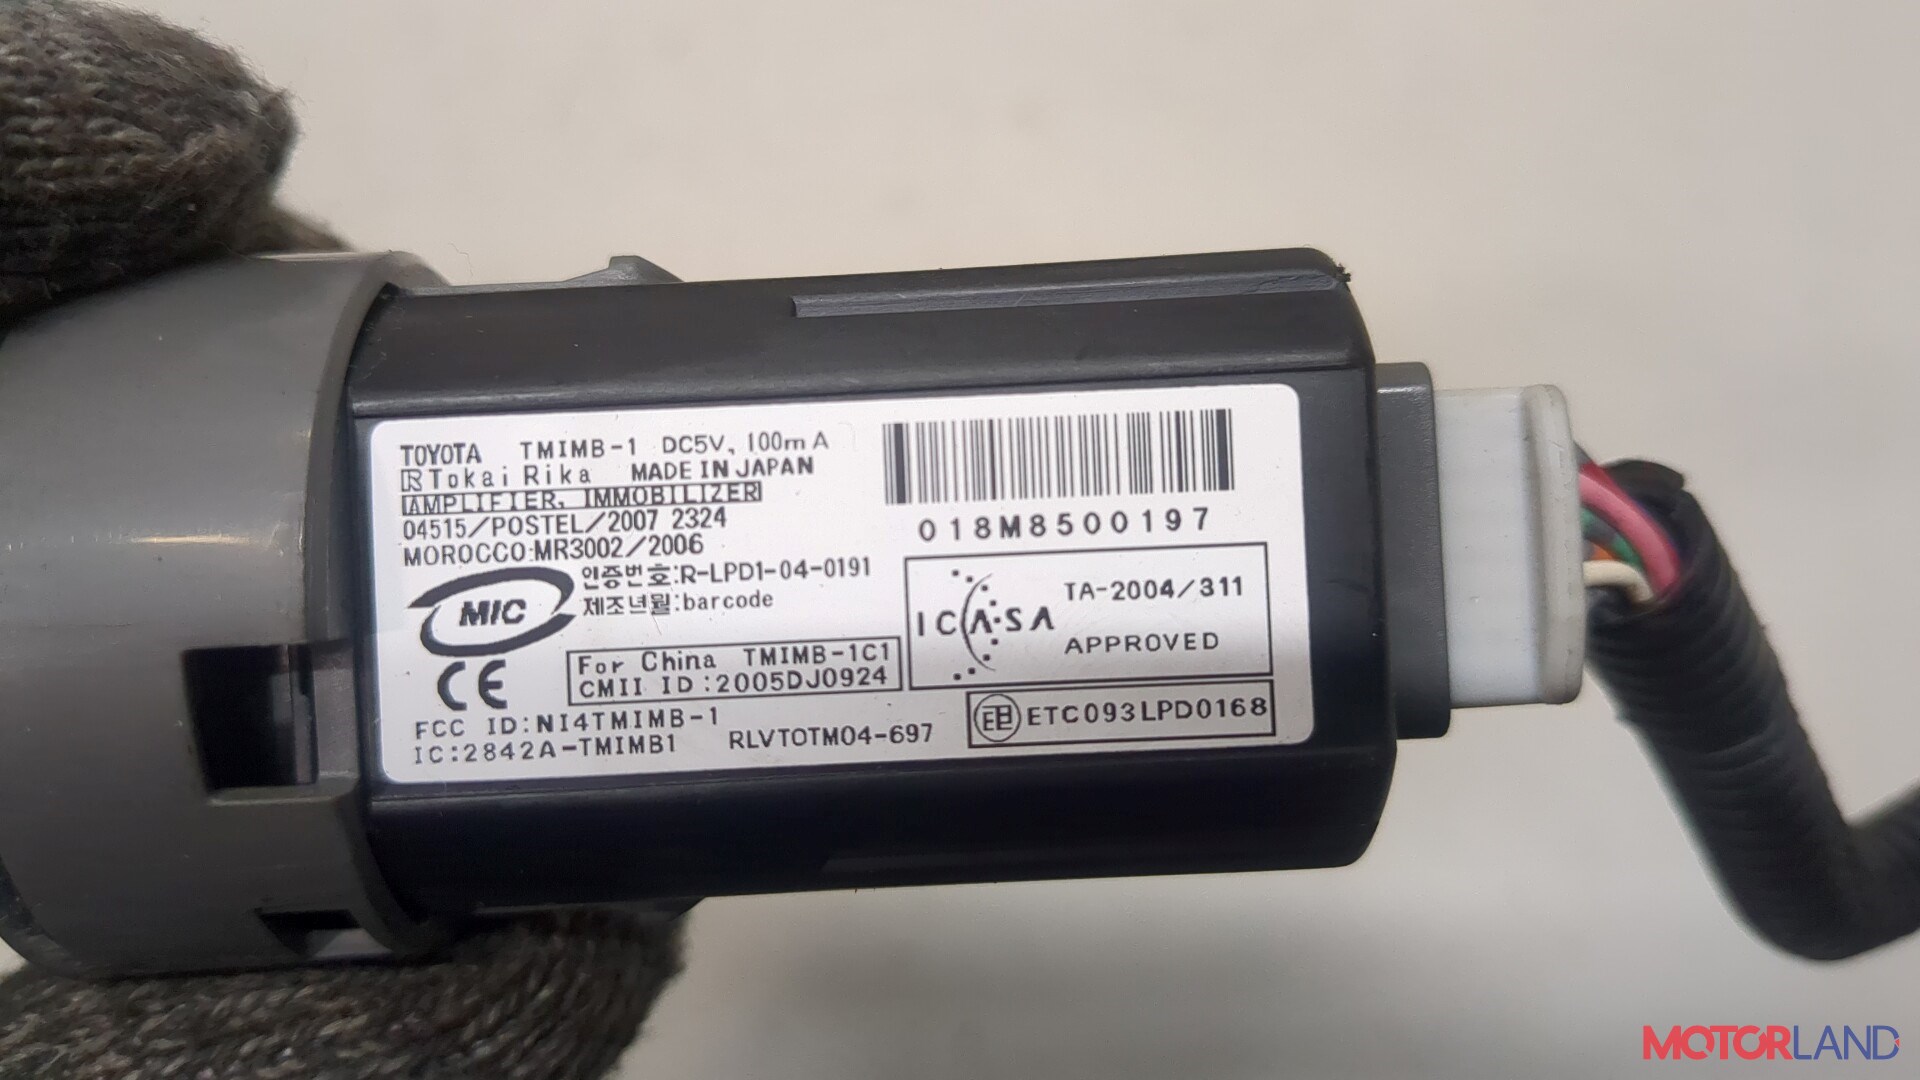 TOYOTA TMIMB-1 DC5V, 100mA
Tokai Rika MADE IN JAPAN
AMPLIFIER, IMMOBILIZER
04515/POSTEL/2007 2324
MOROCCO:MR3002/2006
MIC
인증번호:R-LPD1-04-0191
제조년월:barcode
CE
For China TMIMB-1C1
CMII ID:2005DJ0924
FCC ID:NI4TMIMB-1
IC:2842A-TMIMB1
RLVTOTM04-697
018M8500197
ICASA
TA-2004/311
APPROVED
ETC093LPD0168
MOTORLAND